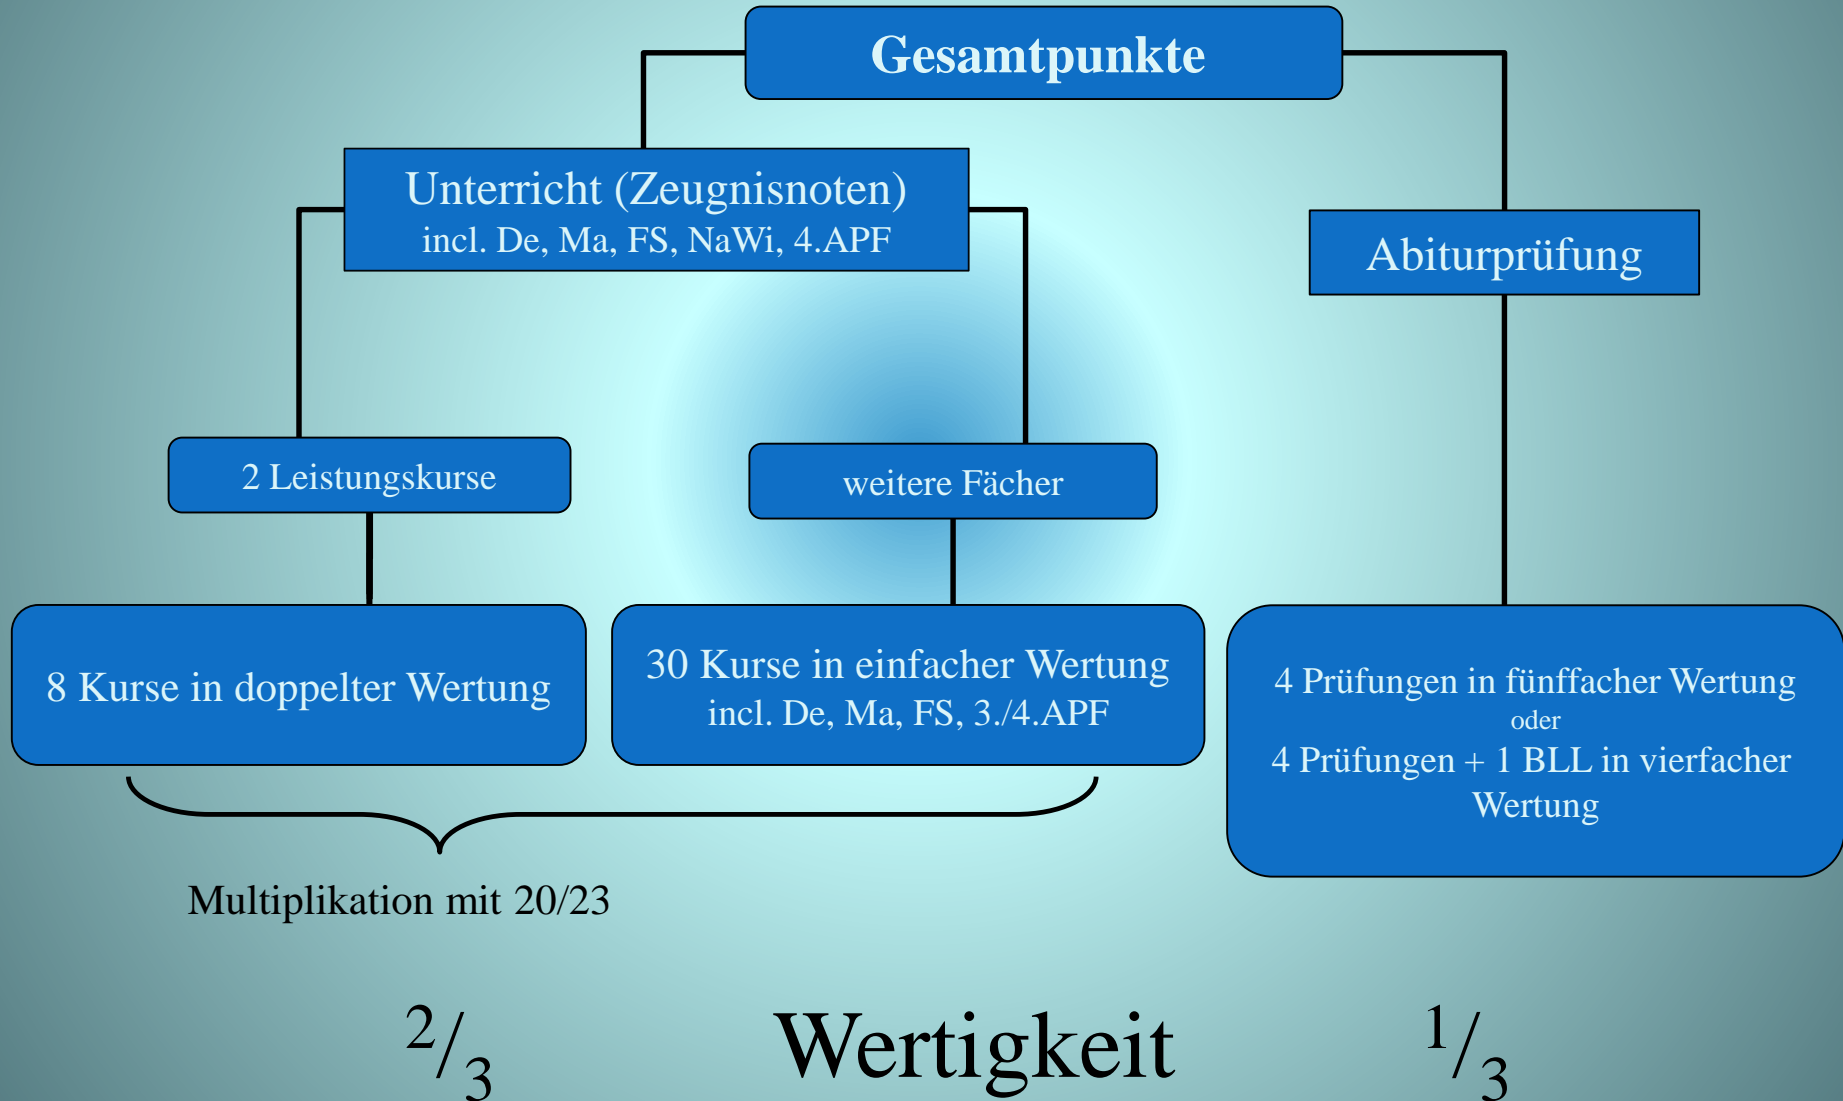 Gesamtpunkte
Unterricht (Zeugnisnoten)
incl. De, Ma, FS, NaWi, 4.APF
Abiturprüfung
2 Leistungskurse
weitere Fächer
8 Kurse in doppelter Wertung
30 Kurse in einfacher Wertung
incl. De, Ma, FS, 3./4.APF
4 Prüfungen in fünffacher Wertung
oder
4 Prüfungen + 1 BLL in vierfacher
Wertung
Multiplikation mit 20/23
2/3 Wertigkeit 1/3